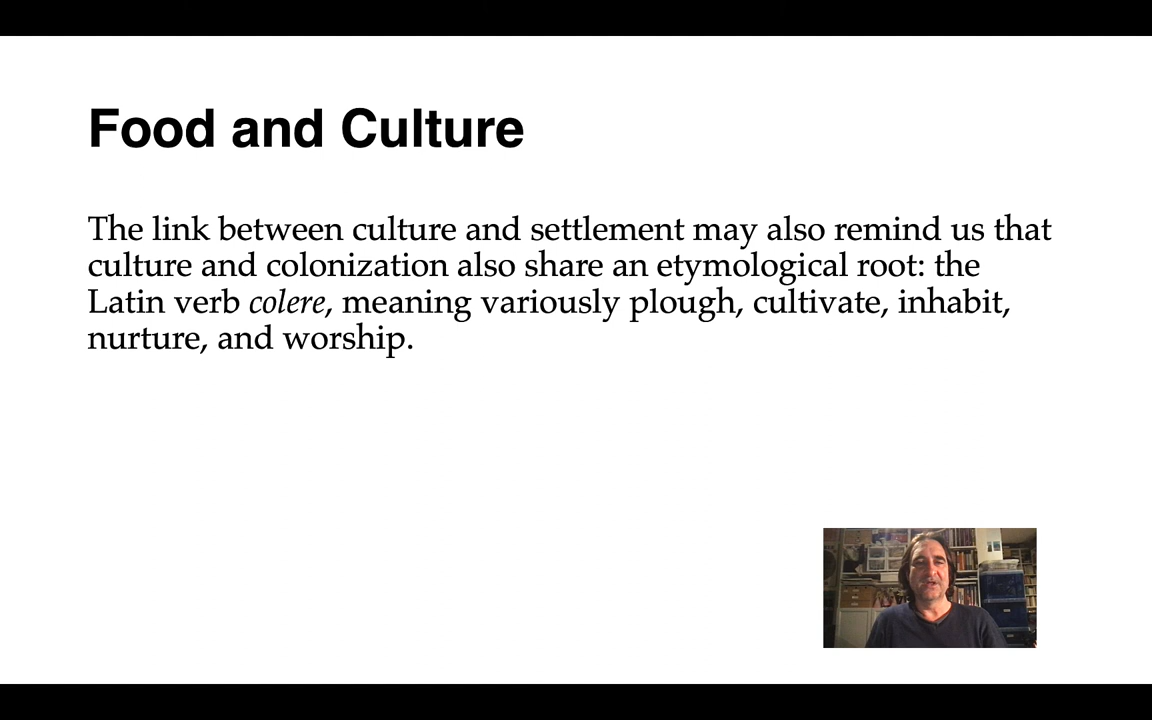 Food and Culture
The link between culture and settlement may also remind us that
culture and colonization also share an etymological root: the
Latin verb colere, meaning variously plough, cultivate, inhabit,
nurture, and worship.